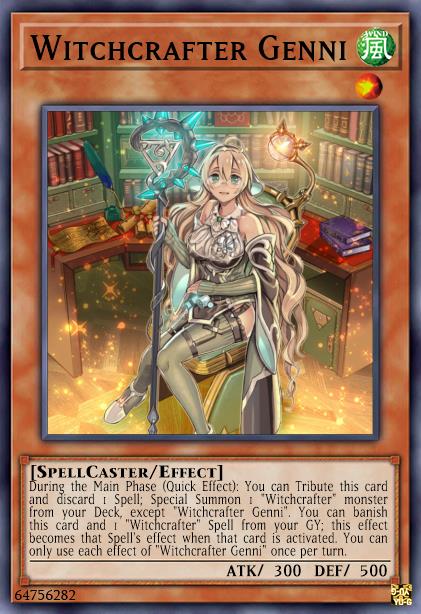 Witchcrafter Genni
WIND
風
[Spellcaster/Effect]
During the Main Phase (Quick Effect): You can Tribute this card
and discard 1 Spell; Special Summon 1 "Witchcrafter" monster
from your Deck, except "Witchcrafter Genni". You can banish
this card and 1 "Witchcrafter" Spell from your GY; this effect
becomes that Spell's effect when that card is activated. You can
only use each effect of "Witchcrafter Genni" once per turn.
ATK/ 300 DEF/ 500
64756282